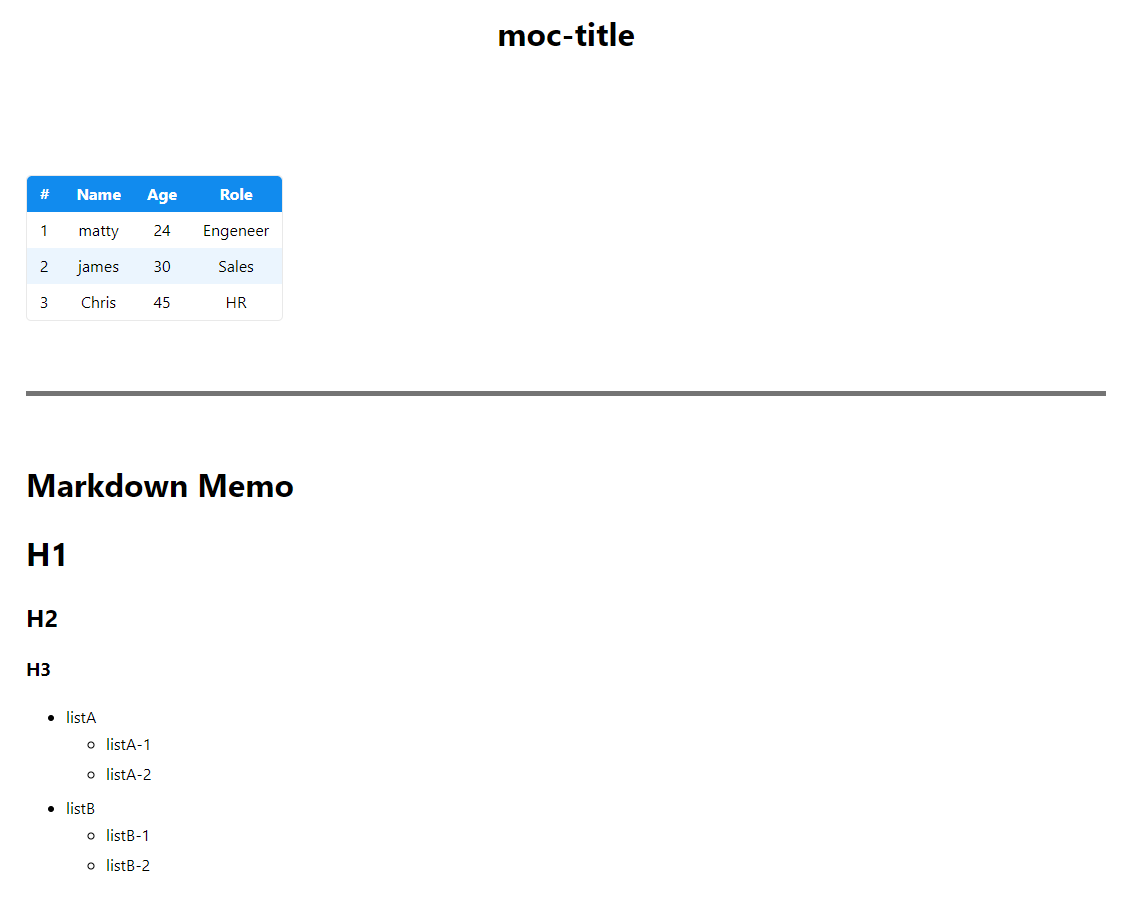 moc-title
# Name Age Role
1 matty 24 Engeneer
2 james 30 Sales
3 Chris 45 HR
Markdown Memo
H1
H2
H3
listA
listA-1
listA-2
listB
listB-1
listB-2